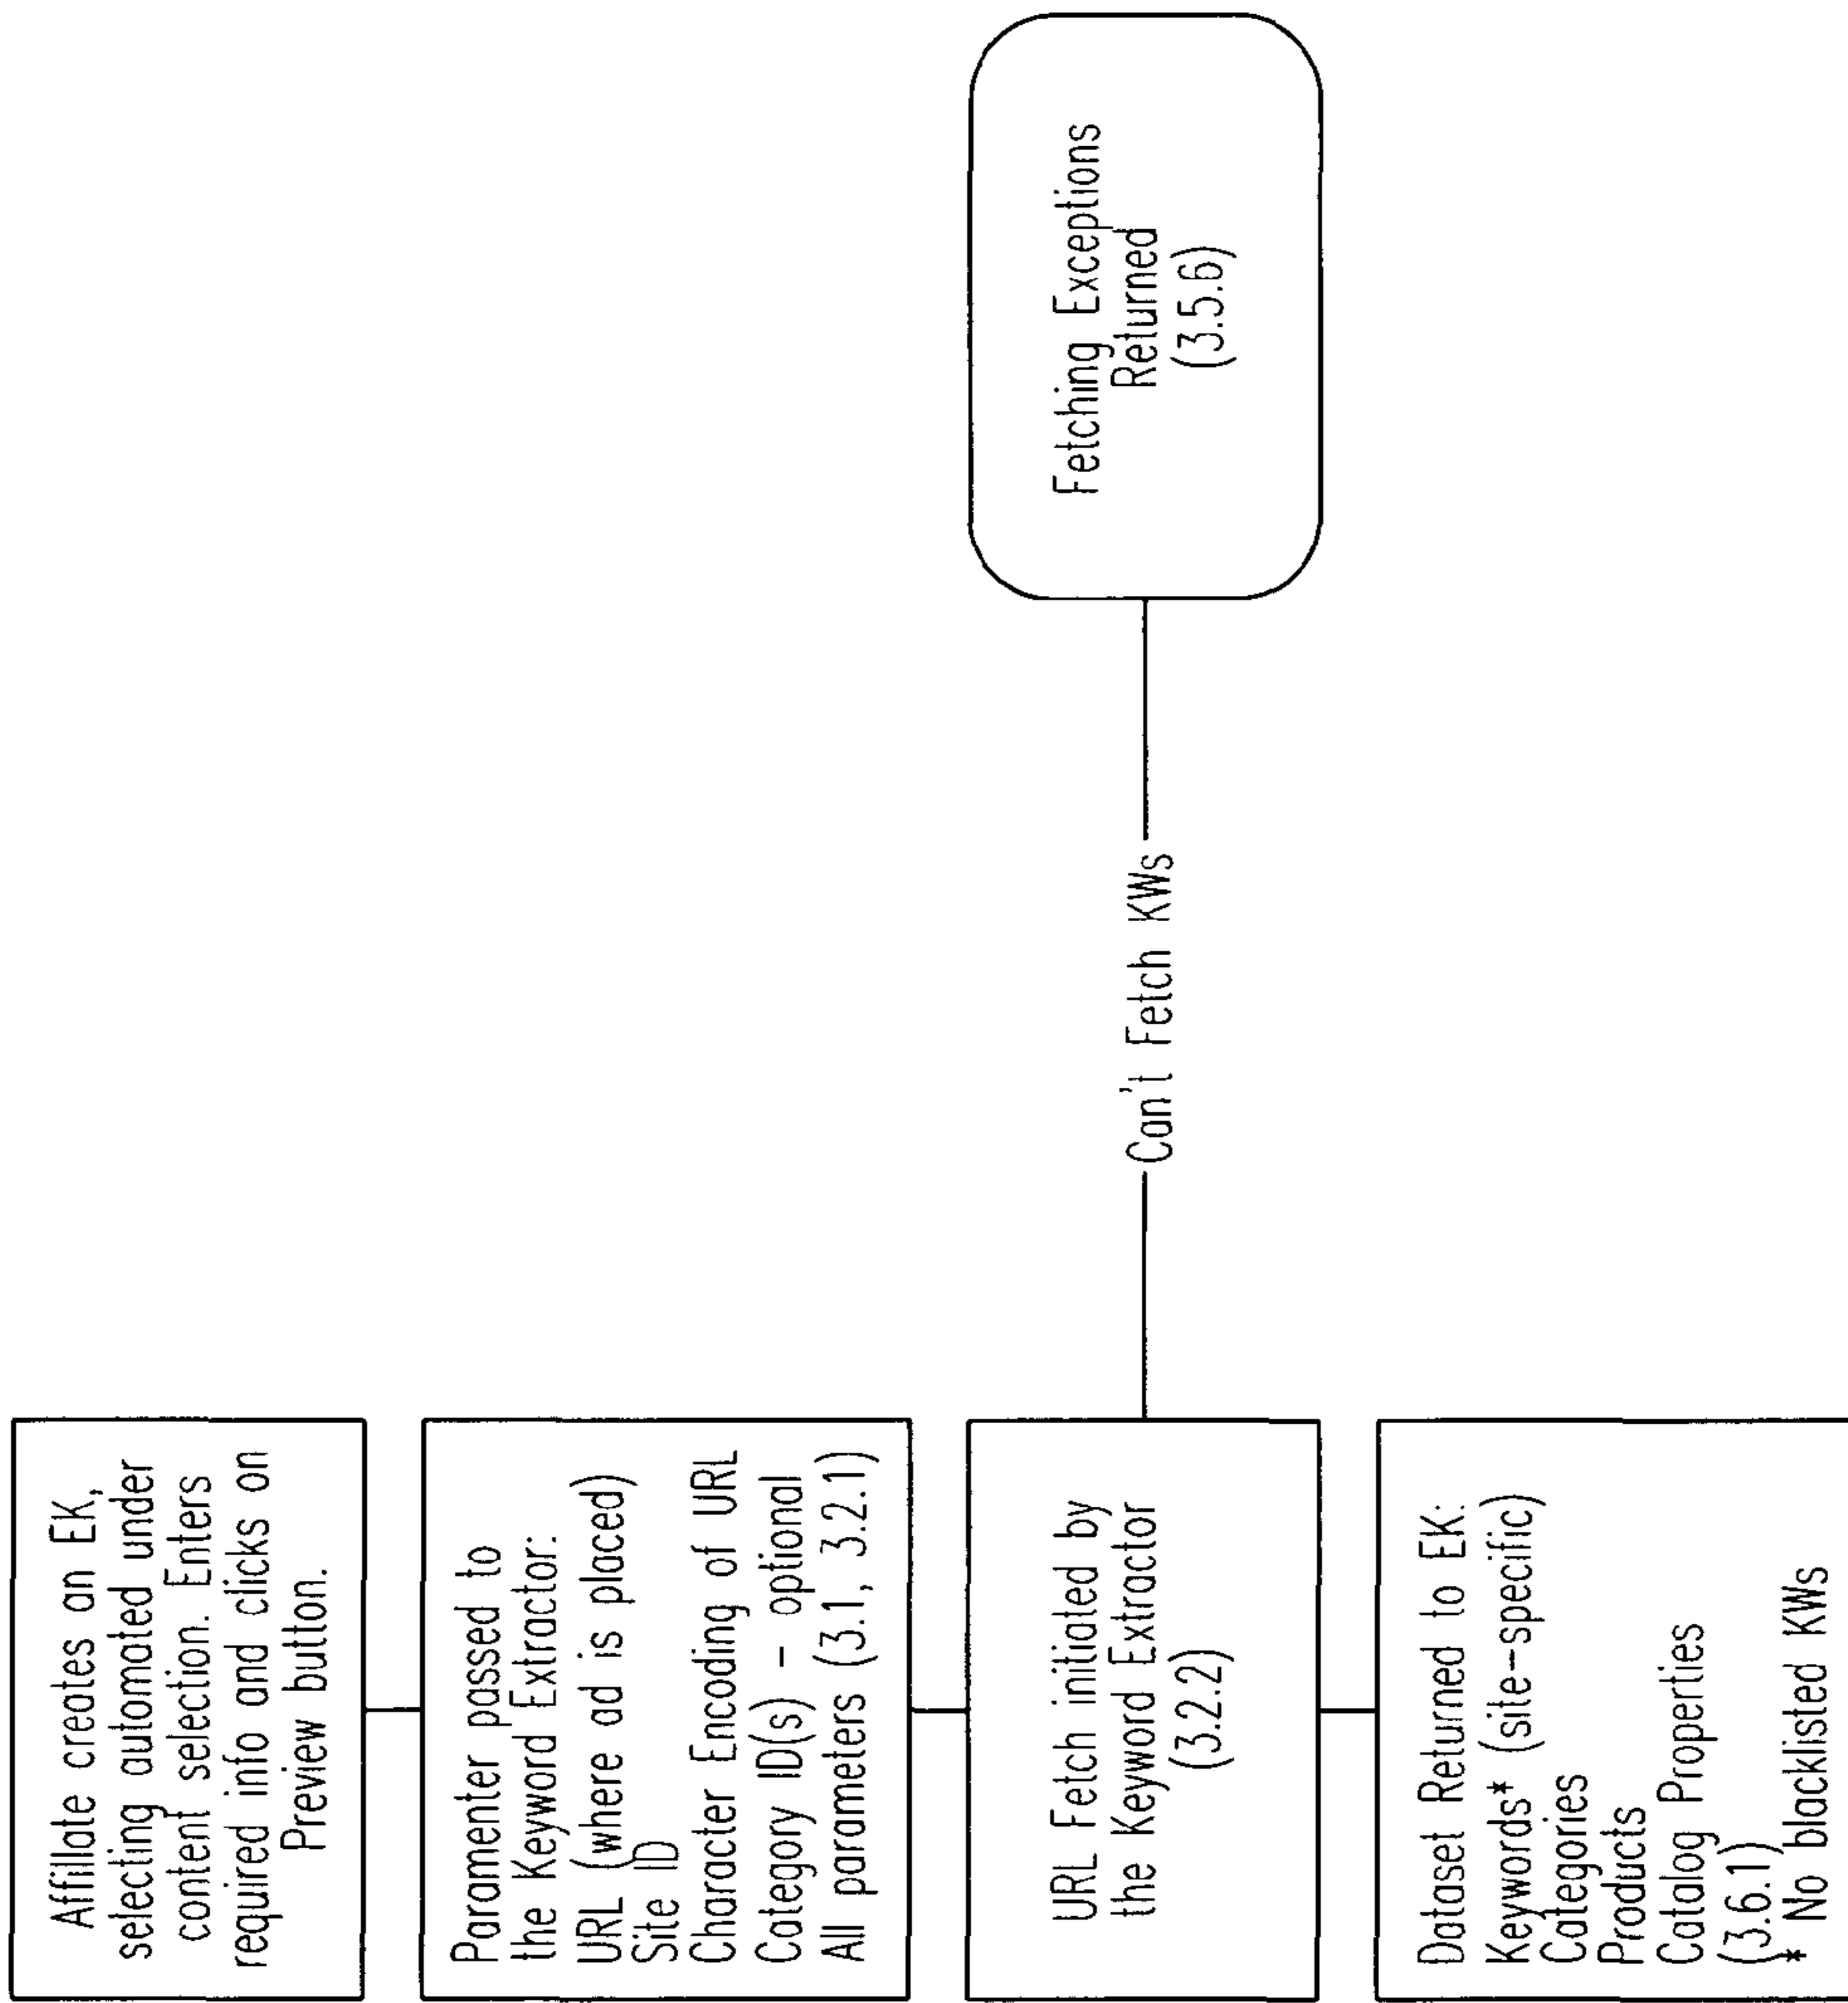 Affillate creates an EK,
selecting automated under
content selection. Enters
required info and clicks on
Preview button.
Paramenter passed to
the Keyword Extractor:
URL (where ad is placed)
Site ID
Character Encoding of URL
Category ID(s) - optional
All parameters (3.1, 3.2.1)
URL Fetch initiated by
the Keyword Extractor
(3.2.2)
Can't Fetch KWs
Fetching Exceptions
Returned
(3.5.6)
Dataset Returned to EK:
Keywords* (site-specific)
Categories
Products
Catalog Properties
(3.6.1)
* No blacklisted KWs